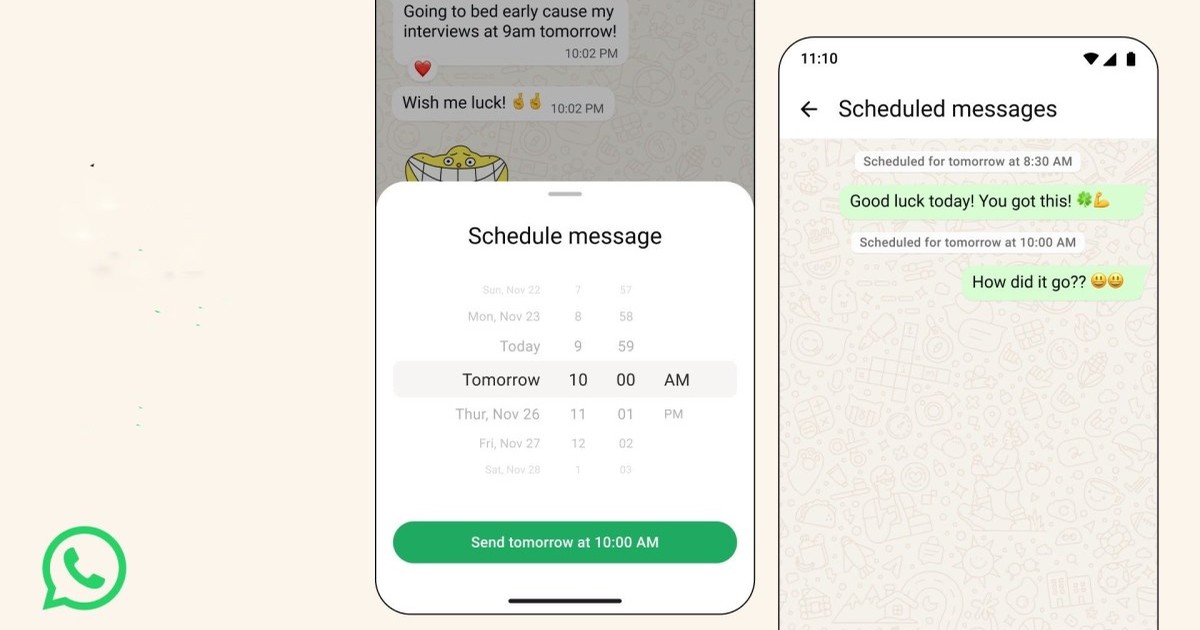 Going to bed early cause my
interviews at 9am tomorrow!
10:02 PM
Wish me luck! 🤞🤞 10:02 PM
Schedule message
Sun, Nov 22 7 57
Mon, Nov 23 8 58
Today 9 59
Tomorrow 10 00 AM
Thur, Nov 26 11 01 PM
Fri, Nov 27 12 02
Sat, Nov 28 1 03
Send tomorrow at 10:00 AM
11:10
Scheduled messages
Scheduled for tomorrow at 8:30 AM
Good luck today! You got this! 🍀💪
Scheduled for tomorrow at 10:00 AM
How did it go?? 😃😃